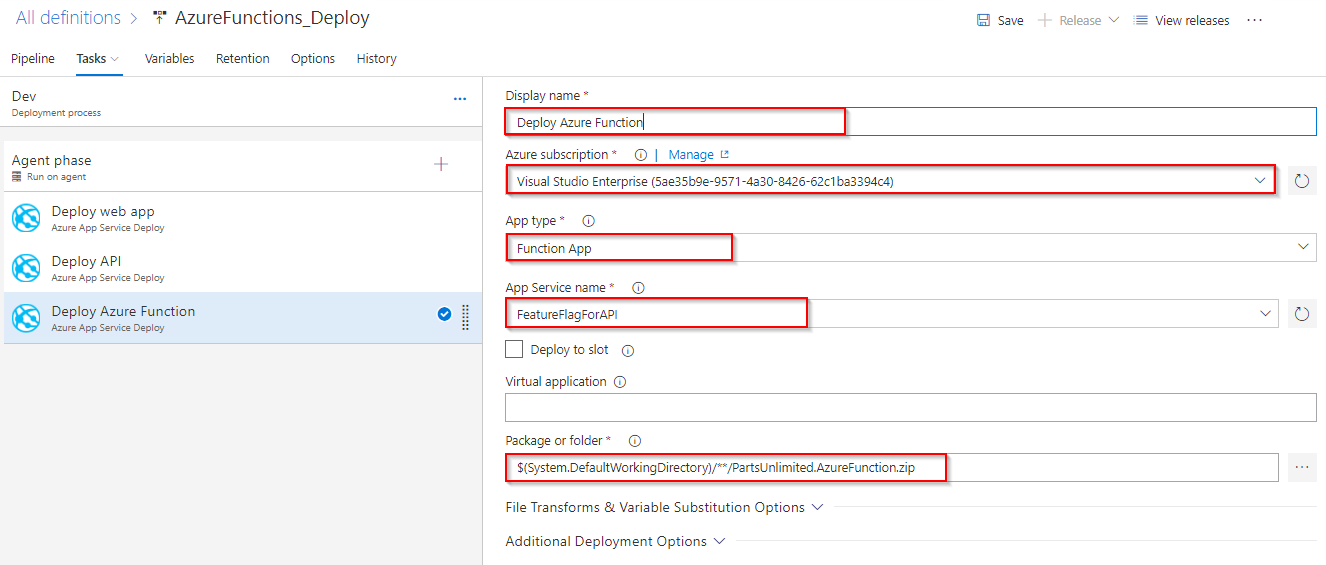 All definitions > AzureFunctions_Deploy
Save
Release
View releases
...
Pipeline
Tasks
Variables
Retention
Options
History
Dev
Deployment process
...
Agent phase
Run on agent
Deploy web app
Azure App Service Deploy
Deploy API
Azure App Service Deploy
Deploy Azure Function
Azure App Service Deploy
Display name *
Deploy Azure Function
Azure subscription * | Manage
Visual Studio Enterprise (5ae35b9e-9571-4a30-8426-62c1ba3394c4)
App type *
Function App
App Service name *
FeatureFlagForAPI
Deploy to slot
Virtual application
Package or folder *
$(System.DefaultWorkingDirectory)/**/PartsUnlimited.AzureFunction.zip
...
File Transforms & Variable Substitution Options
Additional Deployment Options